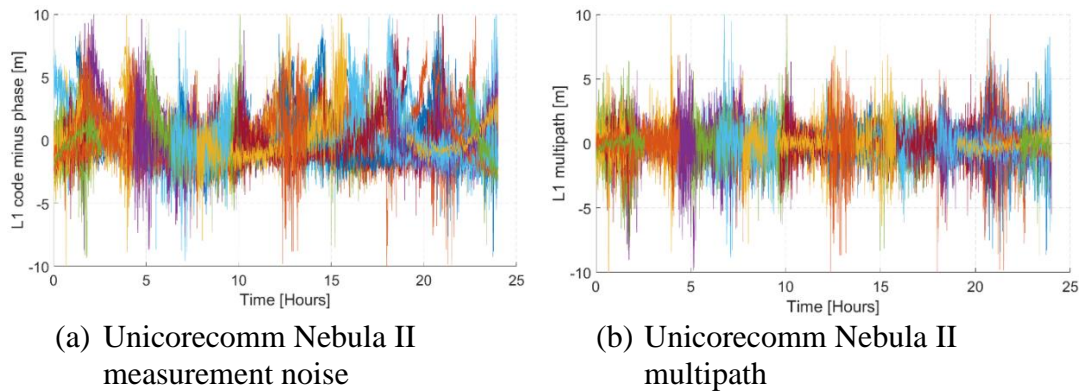 10
5
0
-5
-10
L1 code minus phase [m]
0 5 10 15 20 25
Time [Hours]
(a) Unicorecomm Nebula II
measurement noise
10
5
0
-5
-10
L1 multipath [m]
0 5 10 15 20 25
Time [Hours]
(b) Unicorecomm Nebula II
multipath